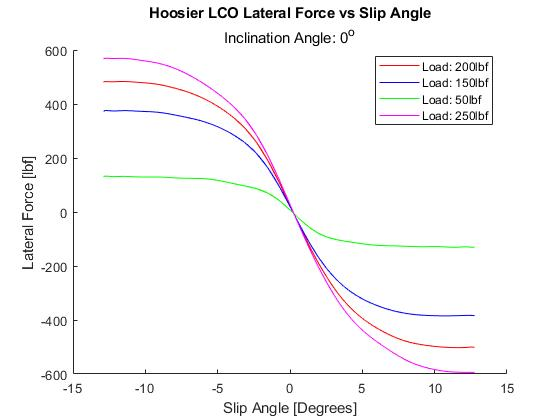 Hoosier LCO Lateral Force vs Slip Angle
Inclination Angle: 0°
Load: 200lbf
Load: 150lbf
Load: 50lbf
Load: 250lbf
Lateral Force [lbf]
600
400
200
0
-200
-400
-600
-15
-10
-5
0
5
10
15
Slip Angle [Degrees]